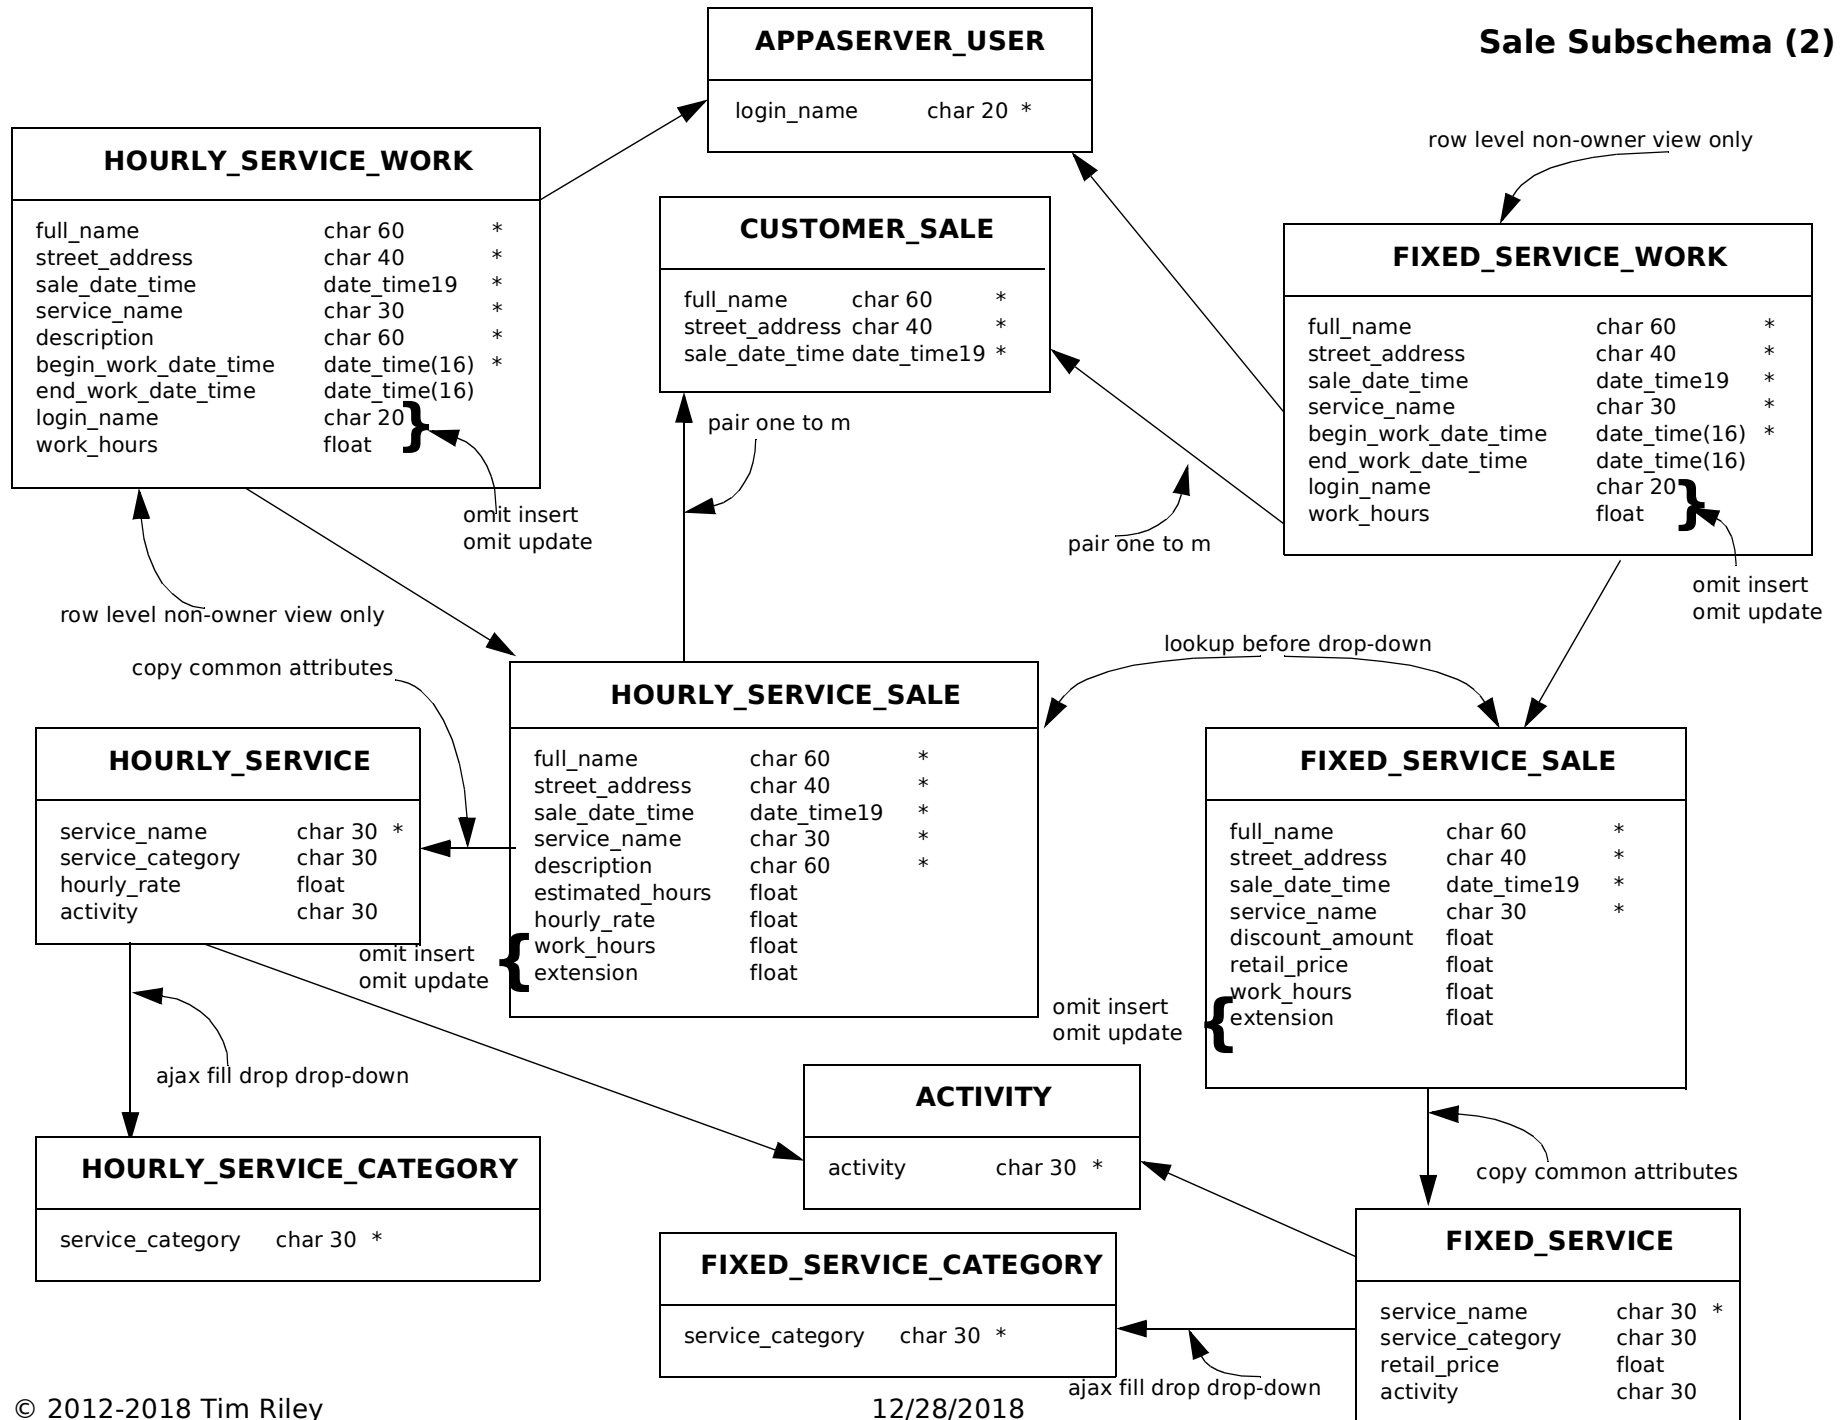 Sale Subschema (2)
APPASERVER_USER
login_name char 20 *
HOURLY_SERVICE_WORK
full_name char 60 *
street_address char 40 *
sale_date_time date_time19 *
service_name char 30 *
description char 60 *
begin_work_date_time date_time(16) *
end_work_date_time date_time(16)
login_name char 20
work_hours float
}
omit insert
omit update
row level non-owner view only
CUSTOMER_SALE
full_name char 60 *
street_address char 40 *
sale_date_time date_time19 *
pair one to m
row level non-owner view only
FIXED_SERVICE_WORK
full_name char 60 *
street_address char 40 *
sale_date_time date_time19 *
service_name char 30 *
begin_work_date_time date_time(16) *
end_work_date_time date_time(16)
login_name char 20
work_hours float
}
omit insert
omit update
pair one to m
lookup before drop-down
copy common attributes
HOURLY_SERVICE_SALE
full_name char 60 *
street_address char 40 *
sale_date_time date_time19 *
service_name char 30 *
description char 60 *
estimated_hours float
hourly_rate float
work_hours float
extension float
{
omit insert
omit update
HOURLY_SERVICE
service_name char 30 *
service_category char 30
hourly_rate float
activity char 30
ajax fill drop drop-down
FIXED_SERVICE_SALE
full_name char 60 *
street_address char 40 *
sale_date_time date_time19 *
service_name char 30 *
discount_amount float
retail_price float
work_hours float
extension float
{
omit insert
omit update
ACTIVITY
activity char 30 *
copy common attributes
HOURLY_SERVICE_CATEGORY
service_category char 30 *
FIXED_SERVICE_CATEGORY
service_category char 30 *
FIXED_SERVICE
service_name char 30 *
service_category char 30
retail_price float
activity char 30
ajax fill drop drop-down
© 2012-2018 Tim Riley
12/28/2018